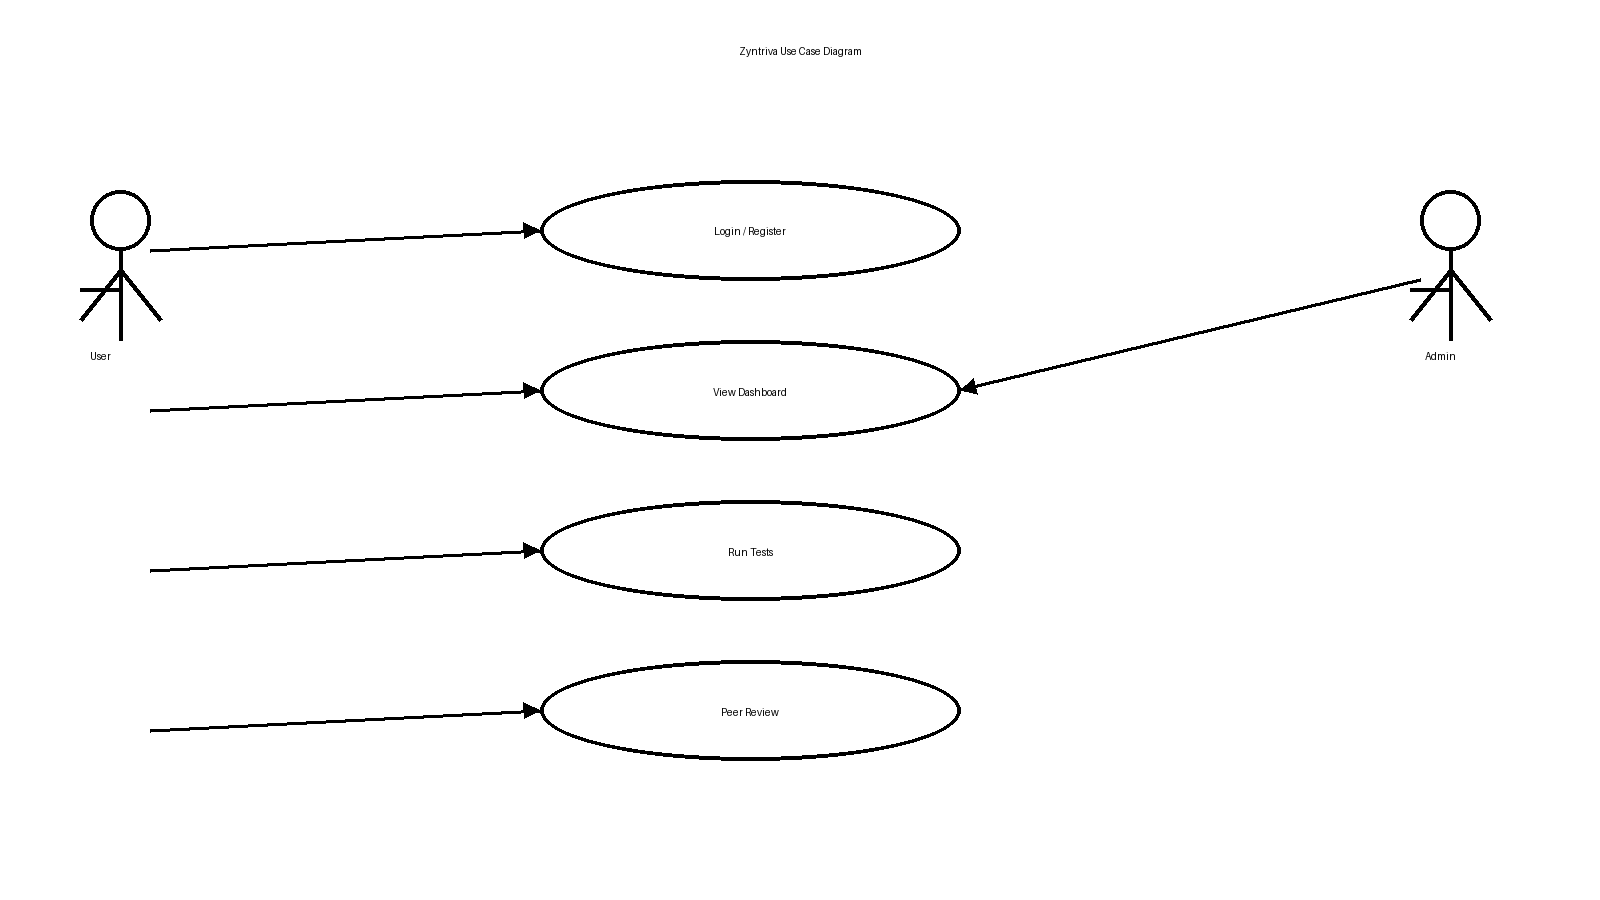 Zyntriva Use Case Diagram
Login / Register
User
Admin
View Dashboard
Run Tests
Peer Review